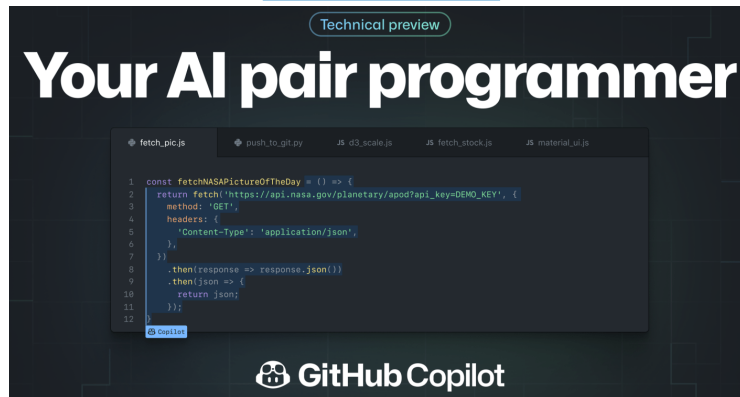 Technical preview
Your AI pair programmer
fetch_pic.js push_to_git.py JS d3_scale.js JS fetch_stock.js JS material_ui.js
1 const fetchNASAPictureOfTheDay = () => {
2 return fetch('https://api.nasa.gov/planetary/apod?api_key=DEMO_KEY', {
3 method: 'GET',
4 headers: {
5 'Content-Type': 'application/json',
6 },
7 })
8 .then(response => response.json())
9 .then(json => {
10 return json;
11 });
12 }
Copilot
GitHub Copilot